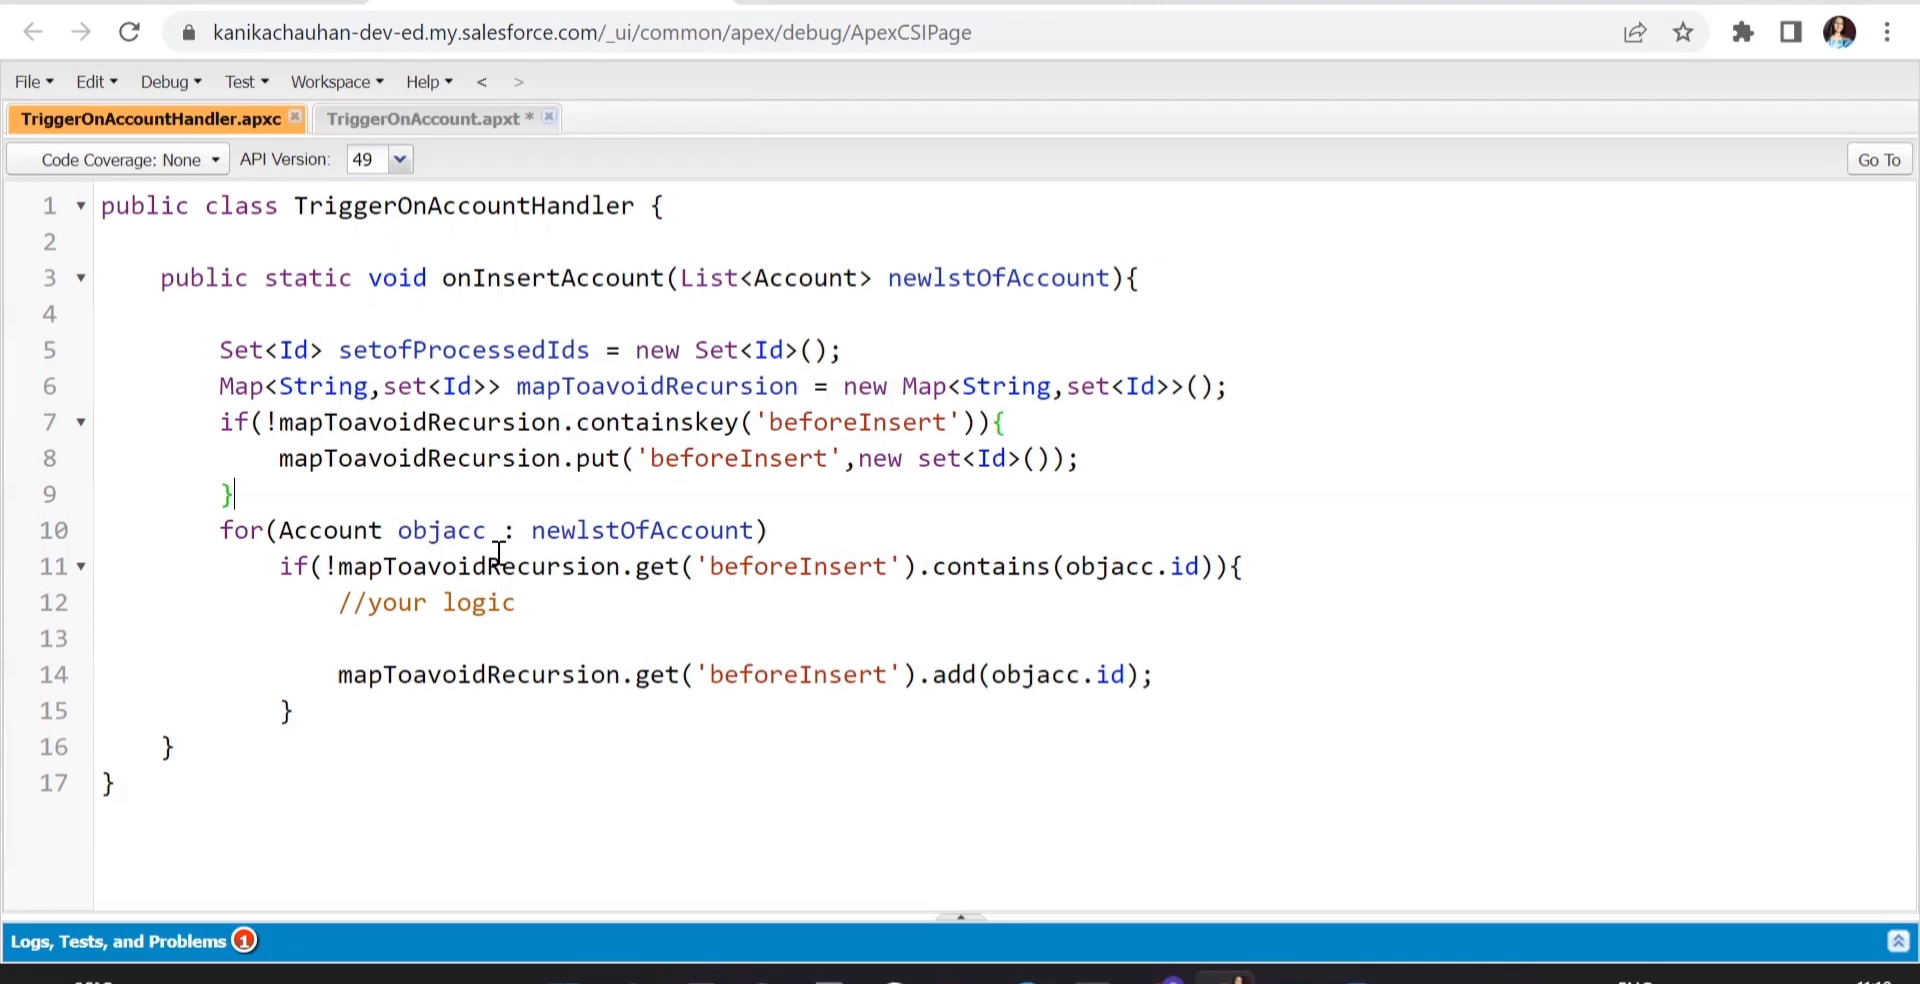 kanikachauhan-dev-ed.my.salesforce.com/_ui/common/apex/debug/ApexCSIPage
File Edit Debug Test Workspace Help < >
TriggerOnAccountHandler.apxc TriggerOnAccount.apxt *
Code Coverage: None API Version: 49 Go To
1 public class TriggerOnAccountHandler {
2
3 public static void onInsertAccount(List<Account> newlstOfAccount){
4
5 Set<Id> setofProcessedIds = new Set<Id>();
6 Map<String,set<Id>> mapToavoidRecursion = new Map<String,set<Id>>();
7 if(!mapToavoidRecursion.containskey('beforeInsert')){
8 mapToavoidRecursion.put('beforeInsert',new set<Id>());
9 }
10 for(Account objacc : newlstOfAccount)
11 if(!mapToavoidRecursion.get('beforeInsert').contains(objacc.id)){
12 //your logic
13
14 mapToavoidRecursion.get('beforeInsert').add(objacc.id);
15 }
16 }
17 }
Logs, Tests, and Problems 1